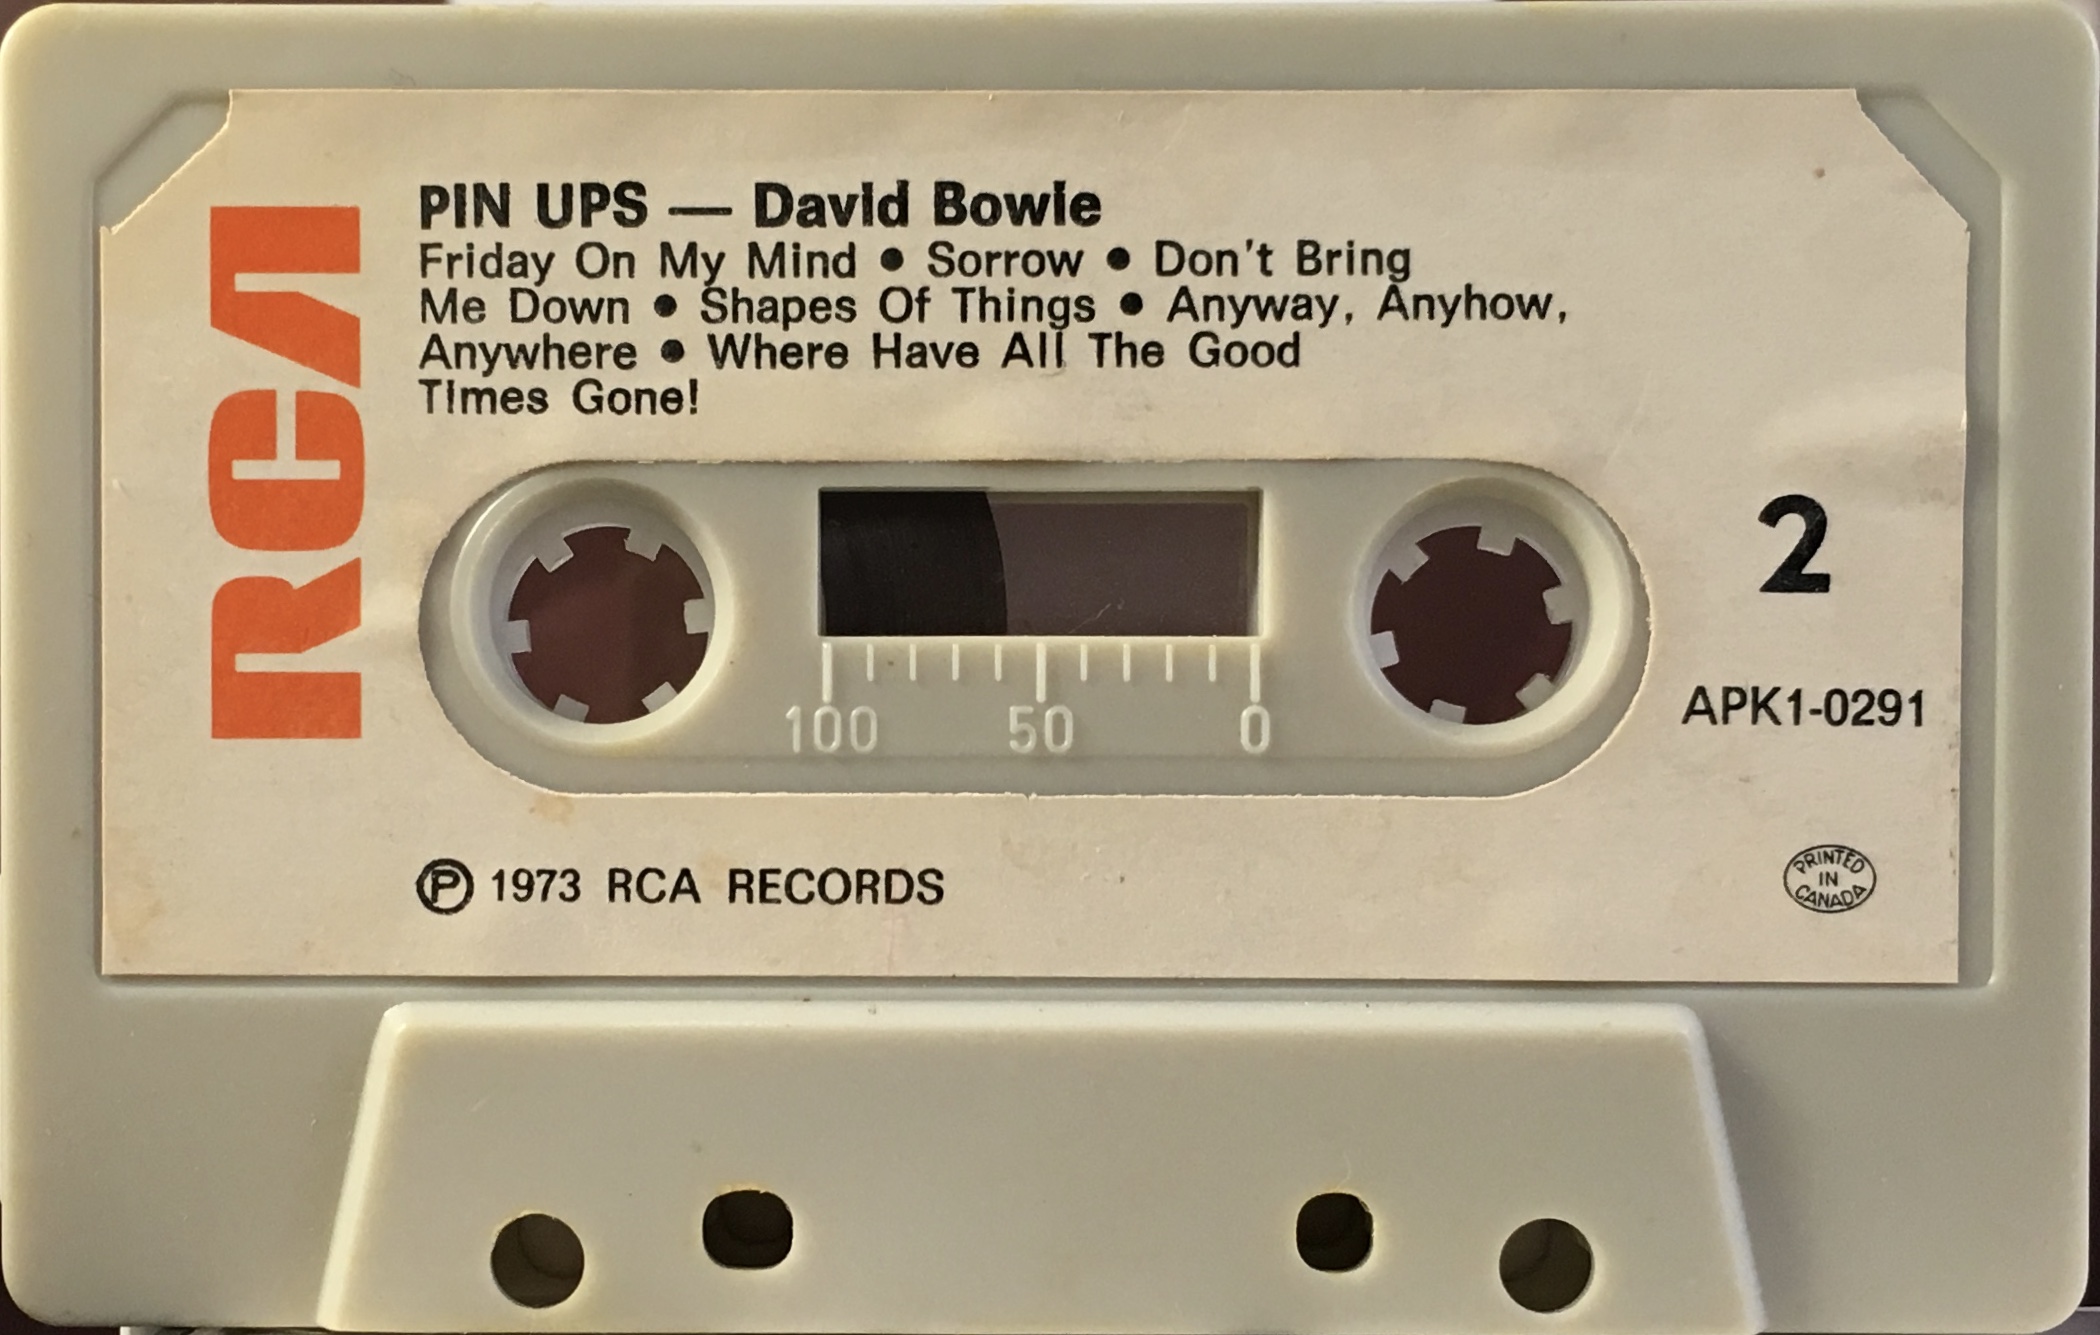 RCA
PIN UPS — David Bowie
Friday On My Mind ● Sorrow ● Don't Bring
Me Down ● Shapes Of Things ● Anyway, Anyhow,
Anywhere ● Where Have All The Good
Times Gone!
2
100 50 0
APK1-0291
Ⓟ 1973 RCA RECORDS
PRINTED
IN
CANADA